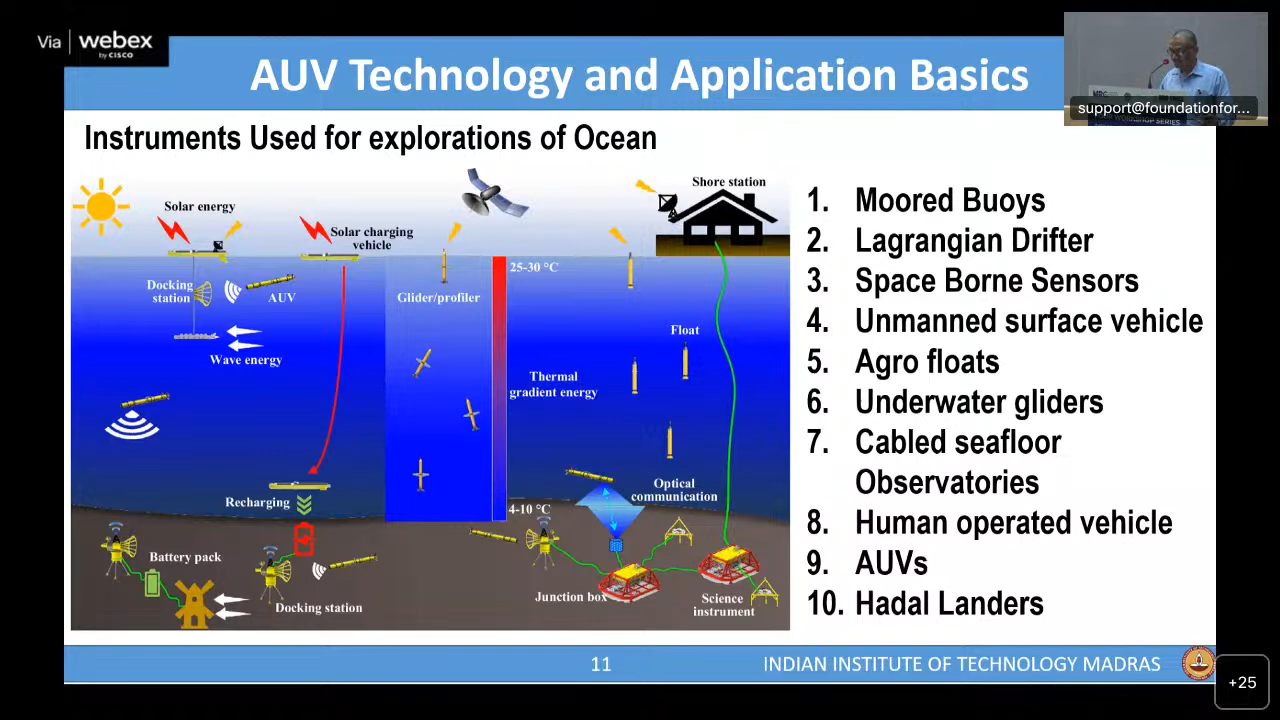 Via webex
by CISCO
AUV Technology and Application Basics
support@foundationfor...
WORKSHOP SERIES
Instruments Used for explorations of Ocean
Solar energy
Solar charging
vehicle
Shore station
Docking
station
AUV
Glider/profiler
25-30 °C
Wave energy
Float
Thermal
gradient energy
Recharging
Optical
communication
4-10 °C
Battery pack
Docking station
Junction box
Science
instrument
1. Moored Buoys
2. Lagrangian Drifter
3. Space Borne Sensors
4. Unmanned surface vehicle
5. Agro floats
6. Underwater gliders
7. Cabled seafloor
Observatories
8. Human operated vehicle
9. AUVs
10. Hadal Landers
11
INDIAN INSTITUTE OF TECHNOLOGY MADRAS
+25